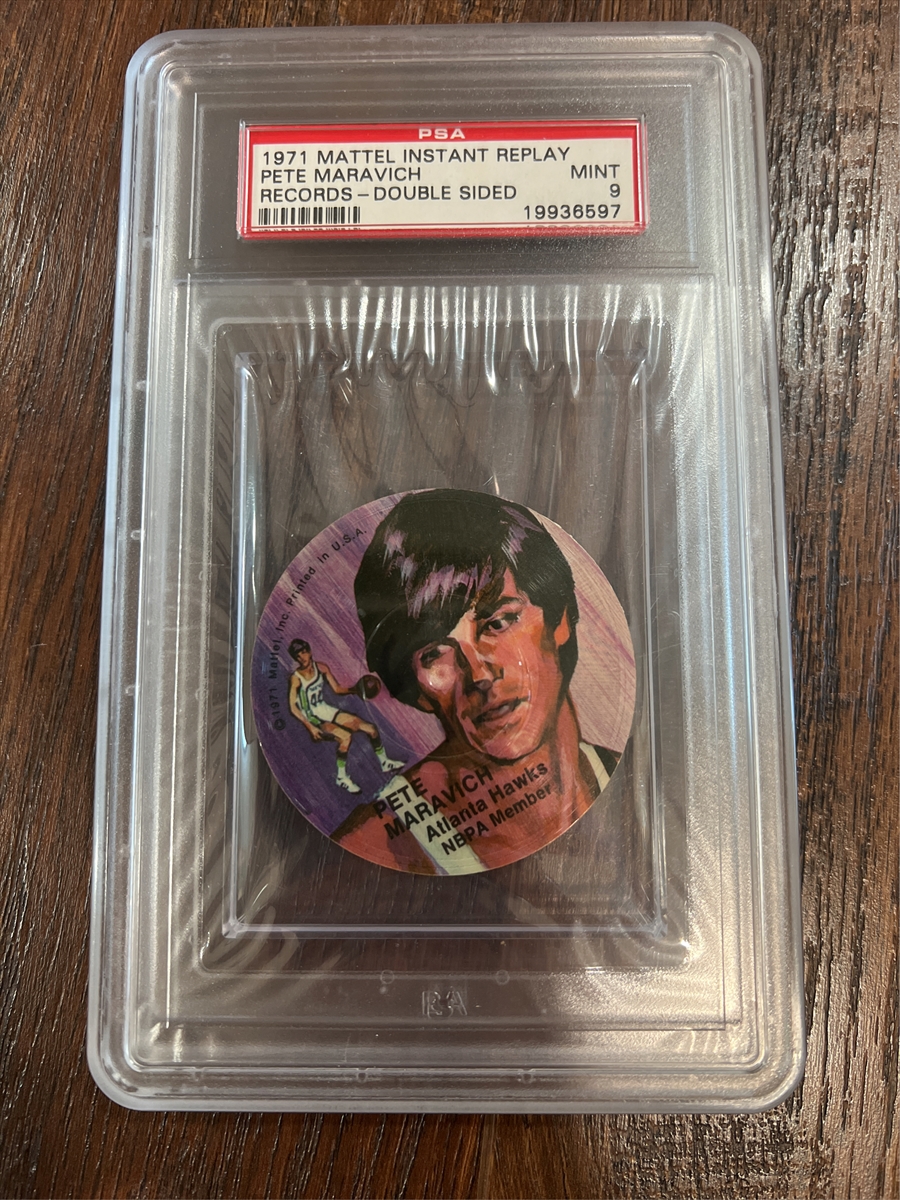 PSA
1971 MATTEL INSTANT REPLAY
PETE MARAVICH MINT
RECORDS-DOUBLE SIDED 9
19936597
©1971 Mattel, Inc. Printed in U.S.A.
44
PETE
MARAVICH
Atlanta Hawks
NBPA Member